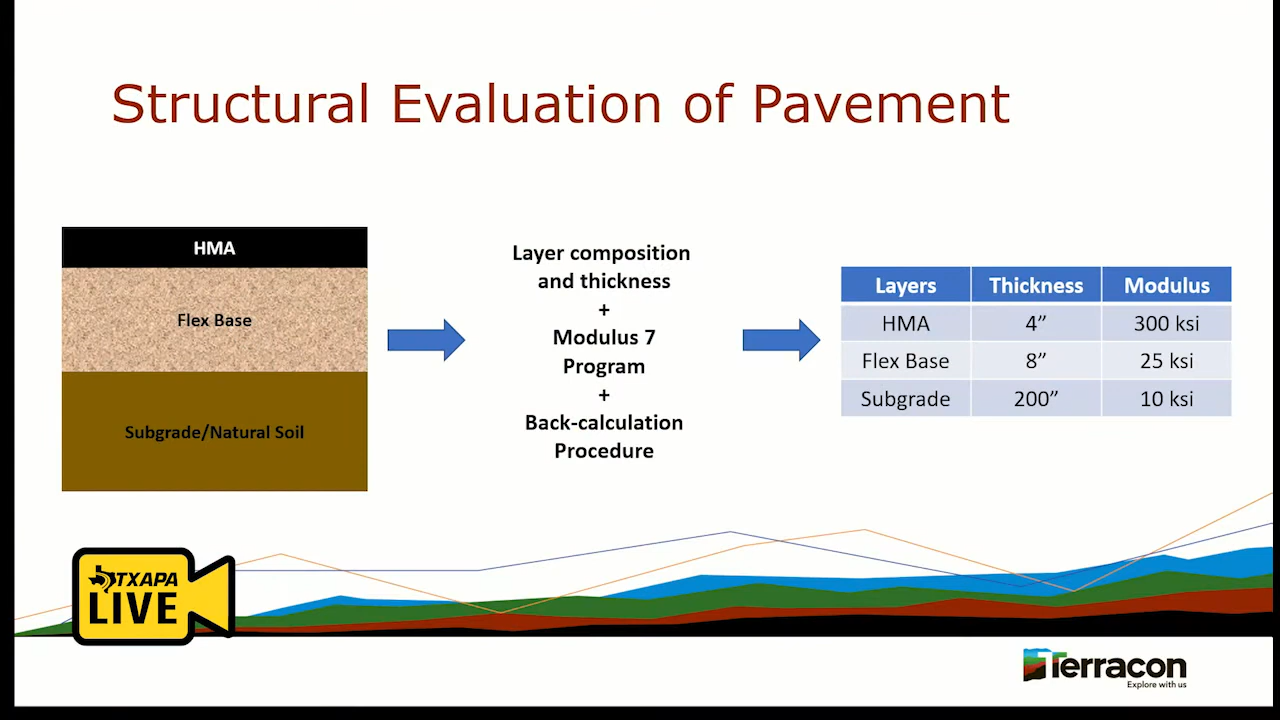 Structural Evaluation of Pavement
HMA
Flex Base
Subgrade/Natural Soil
Layer composition
and thickness
+
Modulus 7
Program
+
Back-calculation
Procedure
Layers Thickness Modulus
HMA 4” 300 ksi
Flex Base 8” 25 ksi
Subgrade 200” 10 ksi
TXAPA
LIVE
Terracon
Explore with us